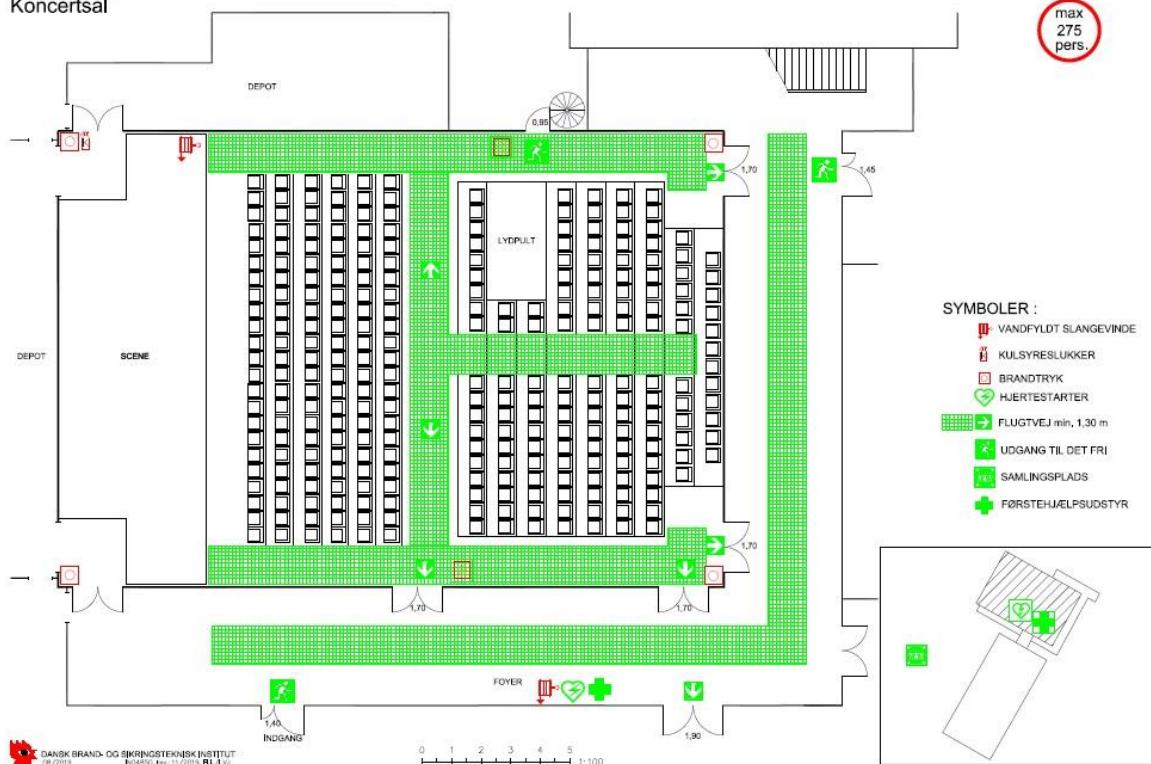 Koncertsal
max
275
pers.
DEPOT
0,95
1,70
1,45
LYDPULT
DEPOT
SCENE
SYMBOLER :
VANDFYLDT SLANGEVINDE
KULSYRESLUKKER
BRANDTRYK
HJERTESTARTER
FLUGTVEJ min. 1,30 m
UDGANG TIL DET FRI
SAMLINGSPLADS
FØRSTEHJÆLPSUDSTYR
1,70
1,70
1,70
FOYER
1,40
INDGANG
1,90
DANSK BRAND- OG SIKRINGSTEKNISK INSTITUT
0 1 2 3 4 5
1:100